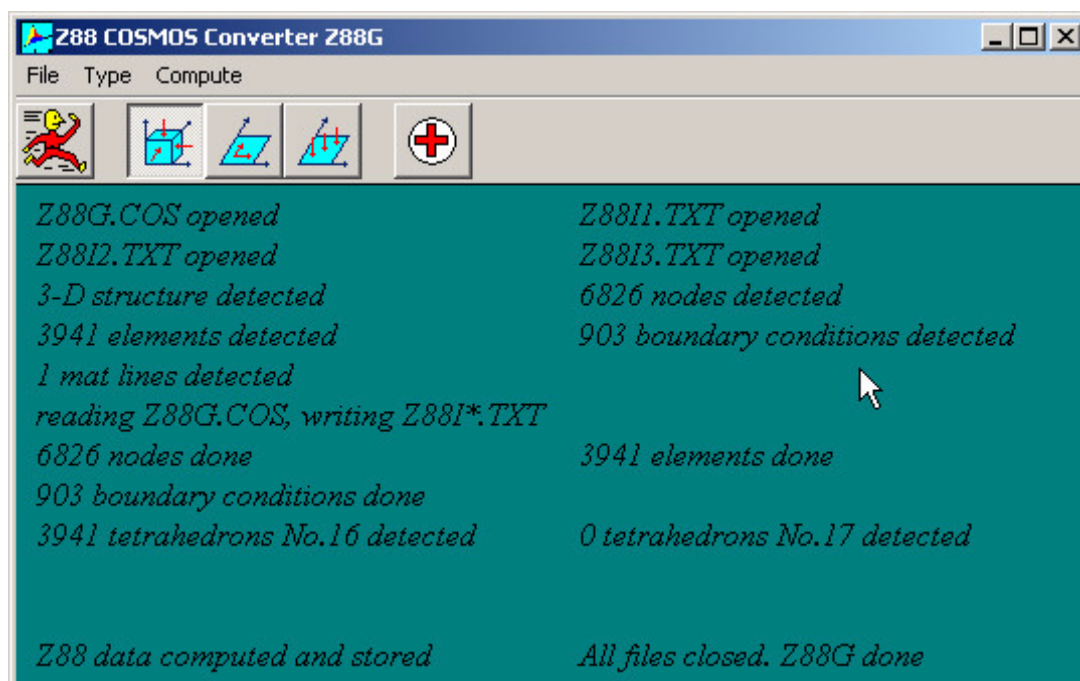 Z88 COSMOS Converter Z88G
File Type Compute
Z88G.COS opened Z88I1.TXT opened
Z88I2.TXT opened Z88I3.TXT opened
3-D structure detected 6826 nodes detected
3941 elements detected 903 boundary conditions detected
1 mat lines detected
reading Z88G.COS, writing Z88I*.TXT
6826 nodes done 3941 elements done
903 boundary conditions done
3941 tetrahedrons No.16 detected 0 tetrahedrons No.17 detected
Z88 data computed and stored All files closed. Z88G done